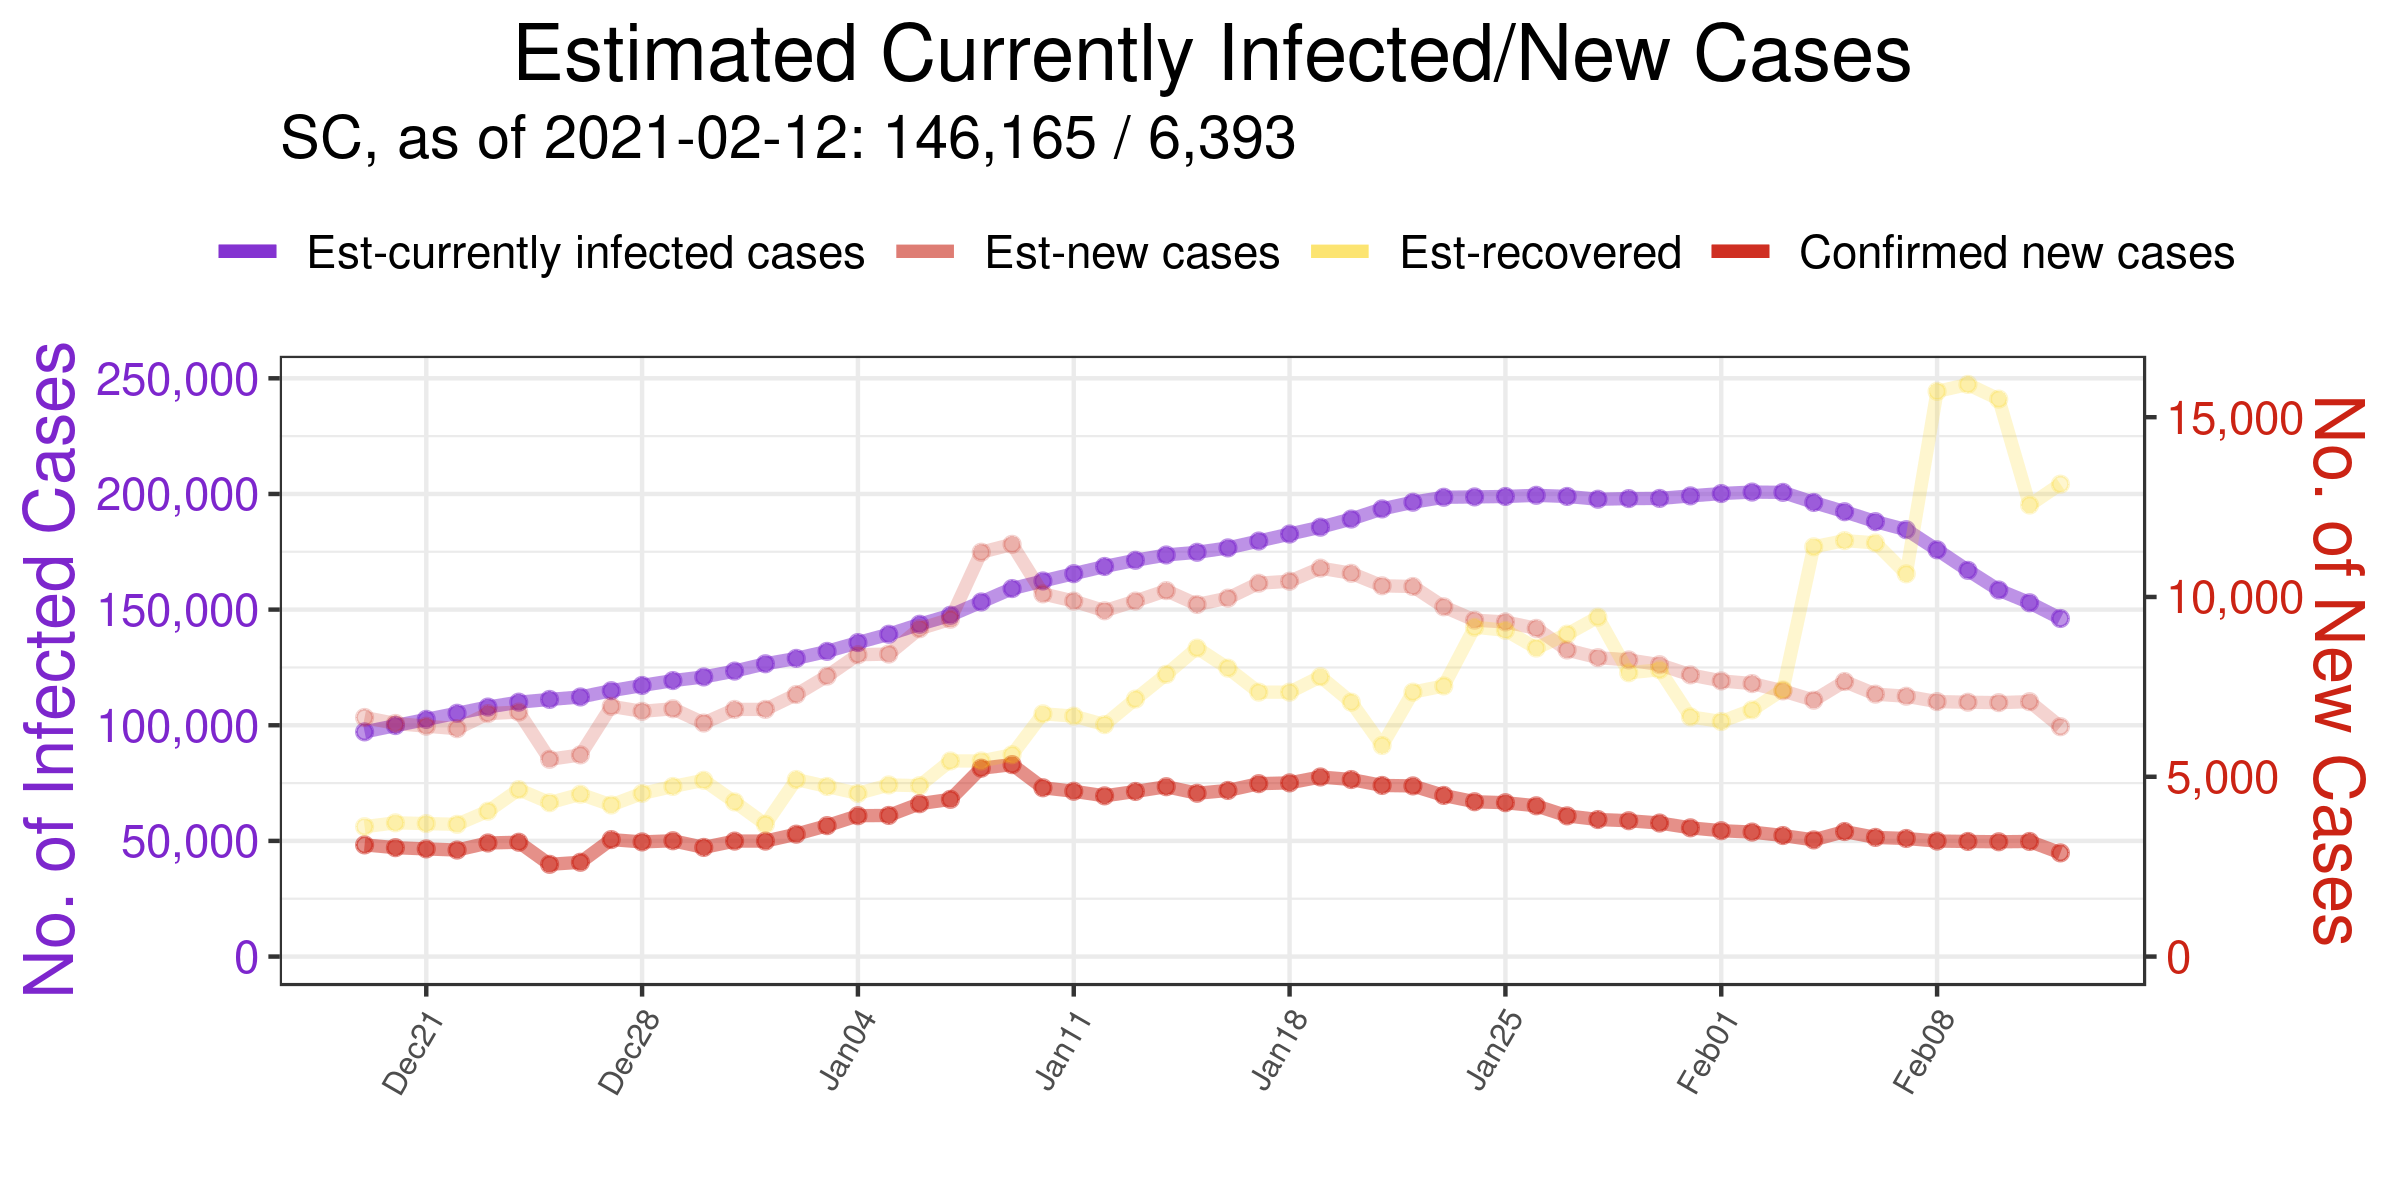 Estimated Currently Infected/New Cases
SC, as of 2021-02-12: 146,165 / 6,393
Est-currently infected cases
Est-new cases
Est-recovered
Confirmed new cases
No. of Infected Cases
250,000
200,000
150,000
100,000
50,000
0
15,000
10,000
5,000
0
No. of New Cases
Dec21
Dec28
Jan04
Jan11
Jan18
Jan25
Feb01
Feb08